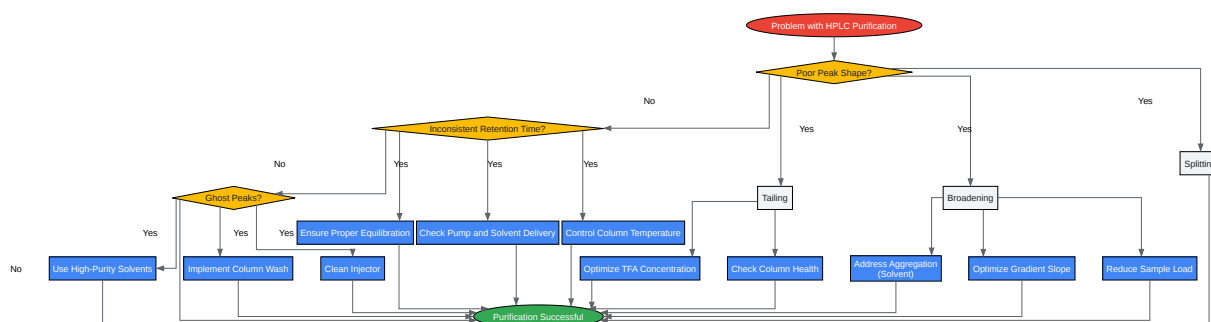 Problem with HPLC Purification
Poor Peak Shape?
No
Yes
Yes
Yes
Inconsistent Retention Time?
No
Yes
Yes
Yes
Splittin
Ghost Peaks?
Tailing
Broadening
Yes
Yes
Yes
Ensure Proper Equilibration
Check Pump and Solvent Delivery
Control Column Temperature
No
Use High-Purity Solvents
Implement Column Wash
Clean Injector
Optimize TFA Concentration
Check Column Health
Address Aggregation
(Solvent)
Optimize Gradient Slope
Reduce Sample Load
Purification Successful